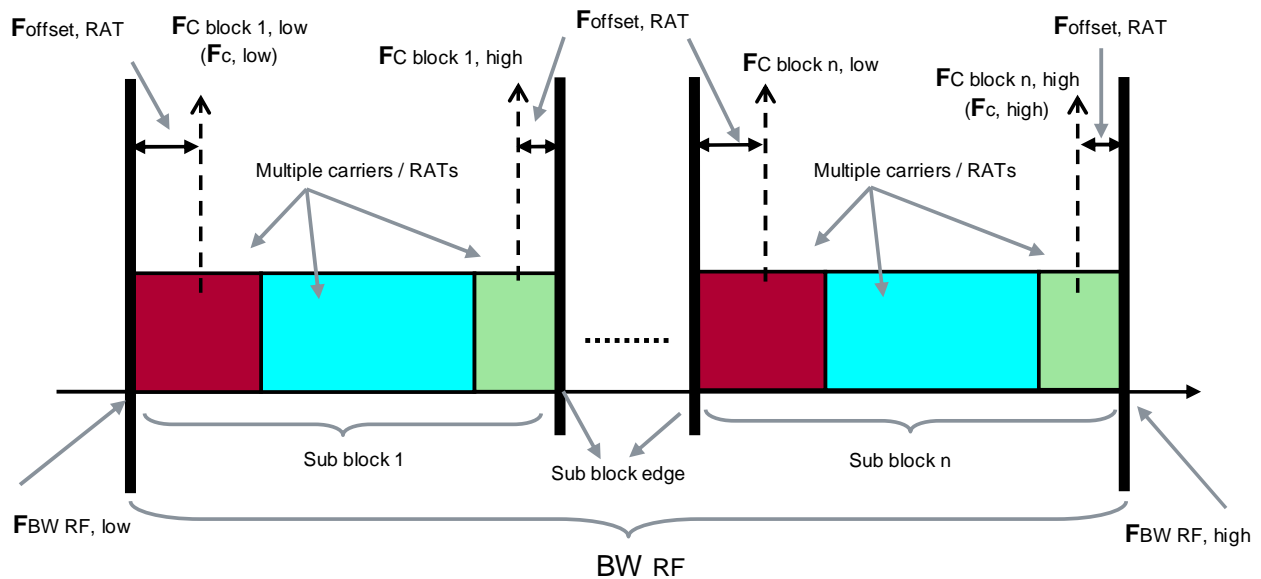 Foffset, RAT
FC block 1, low
(Fc, low)
FC block 1, high
Foffset, RAT
FC block n, low
FC block n, high
(Fc, high)
Foffset, RAT
Multiple carriers / RATs
Multiple carriers / RATs
.........
Sub block 1
Sub block edge
Sub block n
FBW RF, low
FBW RF, high
BW RF